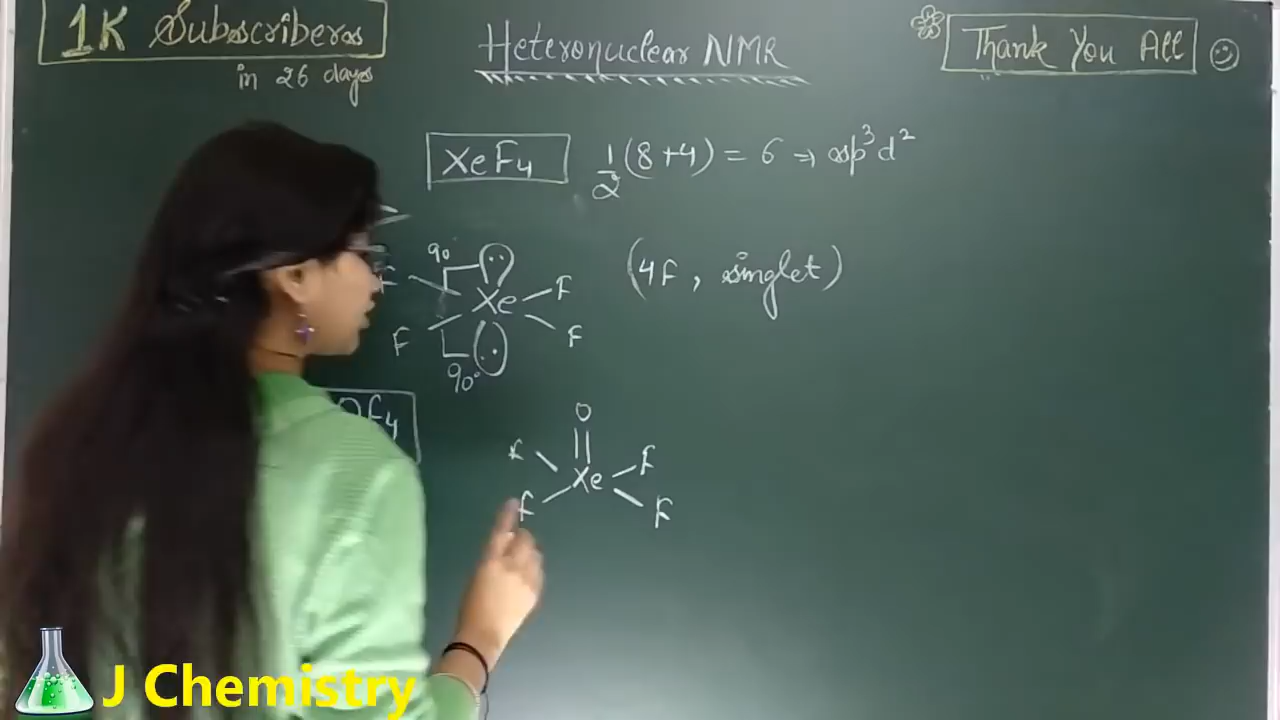 1K Subscribers
in 26 days
Heteronuclear NMR
Thank You All
XeF4 1/2(8+4) = 6 ⇒ sp³d²
90°
F Xe F
F F
90°
(4F, singlet)
OF4
O
F F
Xe
F F
J Chemistry